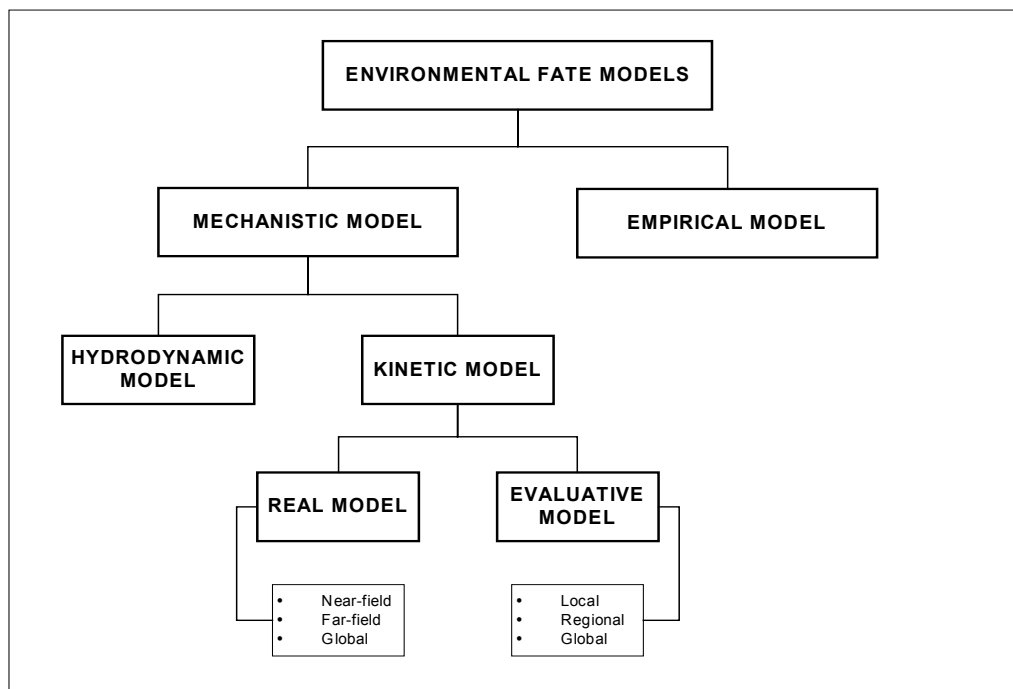 ENVIRONMENTAL FATE MODELS
MECHANISTIC MODEL
EMPIRICAL MODEL
HYDRODYNAMIC
MODEL
KINETIC MODEL
REAL MODEL
EVALUATIVE
MODEL
• Near-field
• Far-field
• Global
• Local
• Regional
• Global